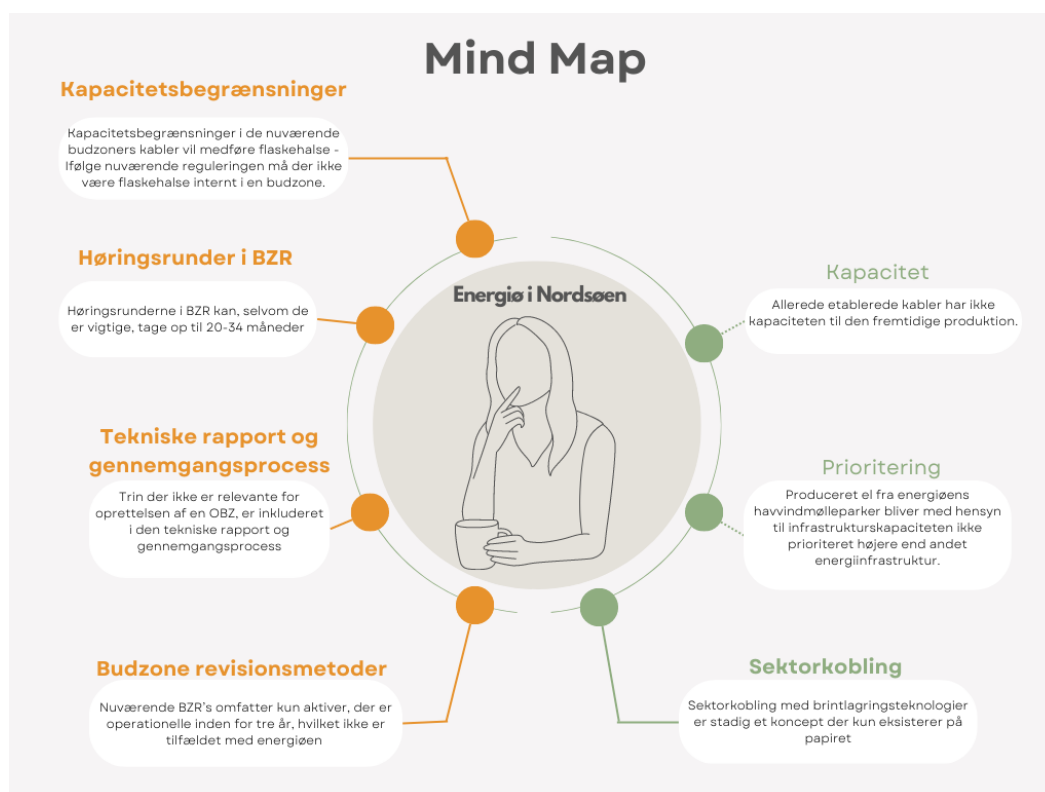 Mind Map
Kapacitetsbegrænsninger
Kapacitetsbegrænsninger i de nuværende
budzoners kabler vil medføre flaskehalse -
Ifølge nuværende reguleringen må der ikke
være flaskehalse internt i en budzone.
Høringsrunder i BZR
Høringsrunderne i BZR kan, selvom de
er vigtige, tage op til 20-34 måneder
Tekniske rapport og
gennemgangsprocess
Trin der ikke er relevante for
oprettelsen af en OBZ, er inkluderet
i den tekniske rapport og
gennemgangsprocess
Budzone revisionsmetoder
Nuværende BZR's omfatter kun aktiver, der er
operationelle inden for tre år, hvilket ikke er
tilfældet med energiøen
Energiø i Nordsøen
Kapacitet
Allerede etablerede kabler har ikke
kapaciteten til den fremtidige produktion.
Prioritering
Produceret el fra energiøens
havvindmølleparker bliver med hensyn
til infrastrukturskapaciteten ikke
prioriteret højere end andet
energiinfrastruktur.
Sektorkobling
Sektorkobling med brintlagringsteknologier
er stadig et koncept der kun eksisterer på
papiret